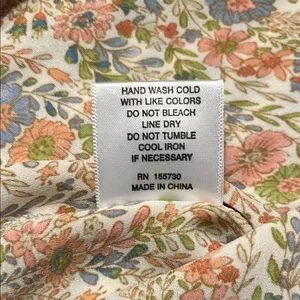 HAND WASH COLD
WITH LIKE COLORS
DO NOT BLEACH
LINE DRY
DO NOT TUMBLE
COOL IRON
IF NECESSARY
RN 155730
MADE IN CHINA